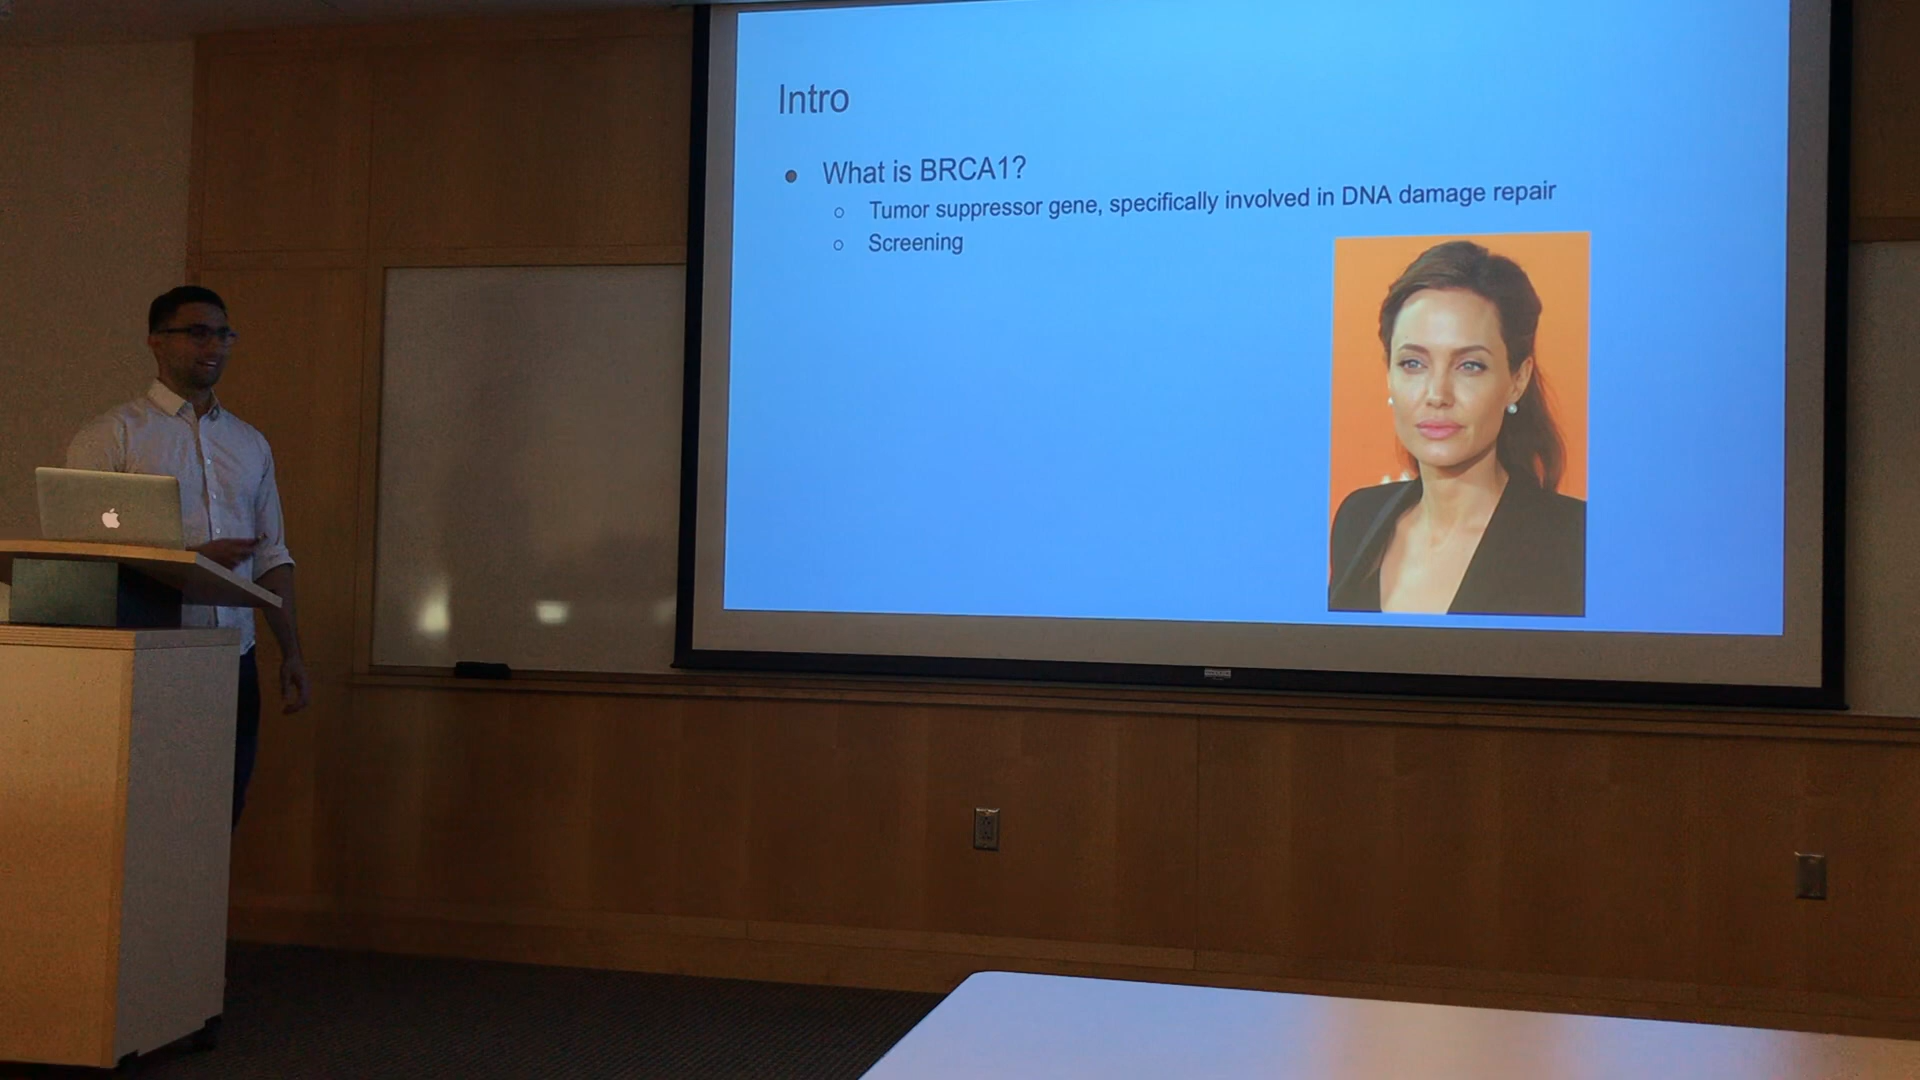 Intro
● What is BRCA1?
○ Tumor suppressor gene, specifically involved in DNA damage repair
○ Screening